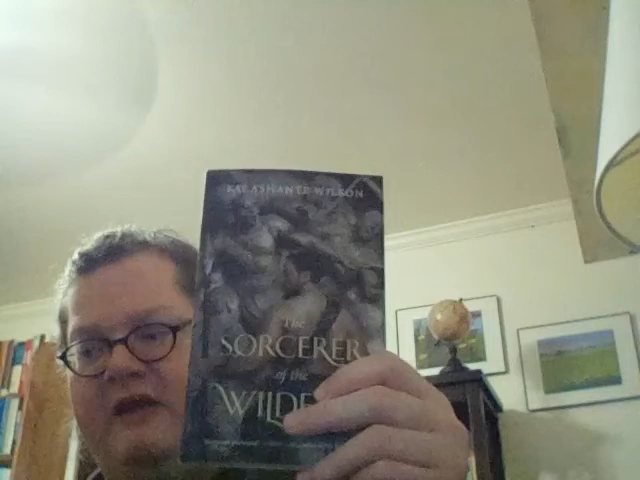 KAI ASHANTE WILSON
The
SORCERER
of the
WILDE